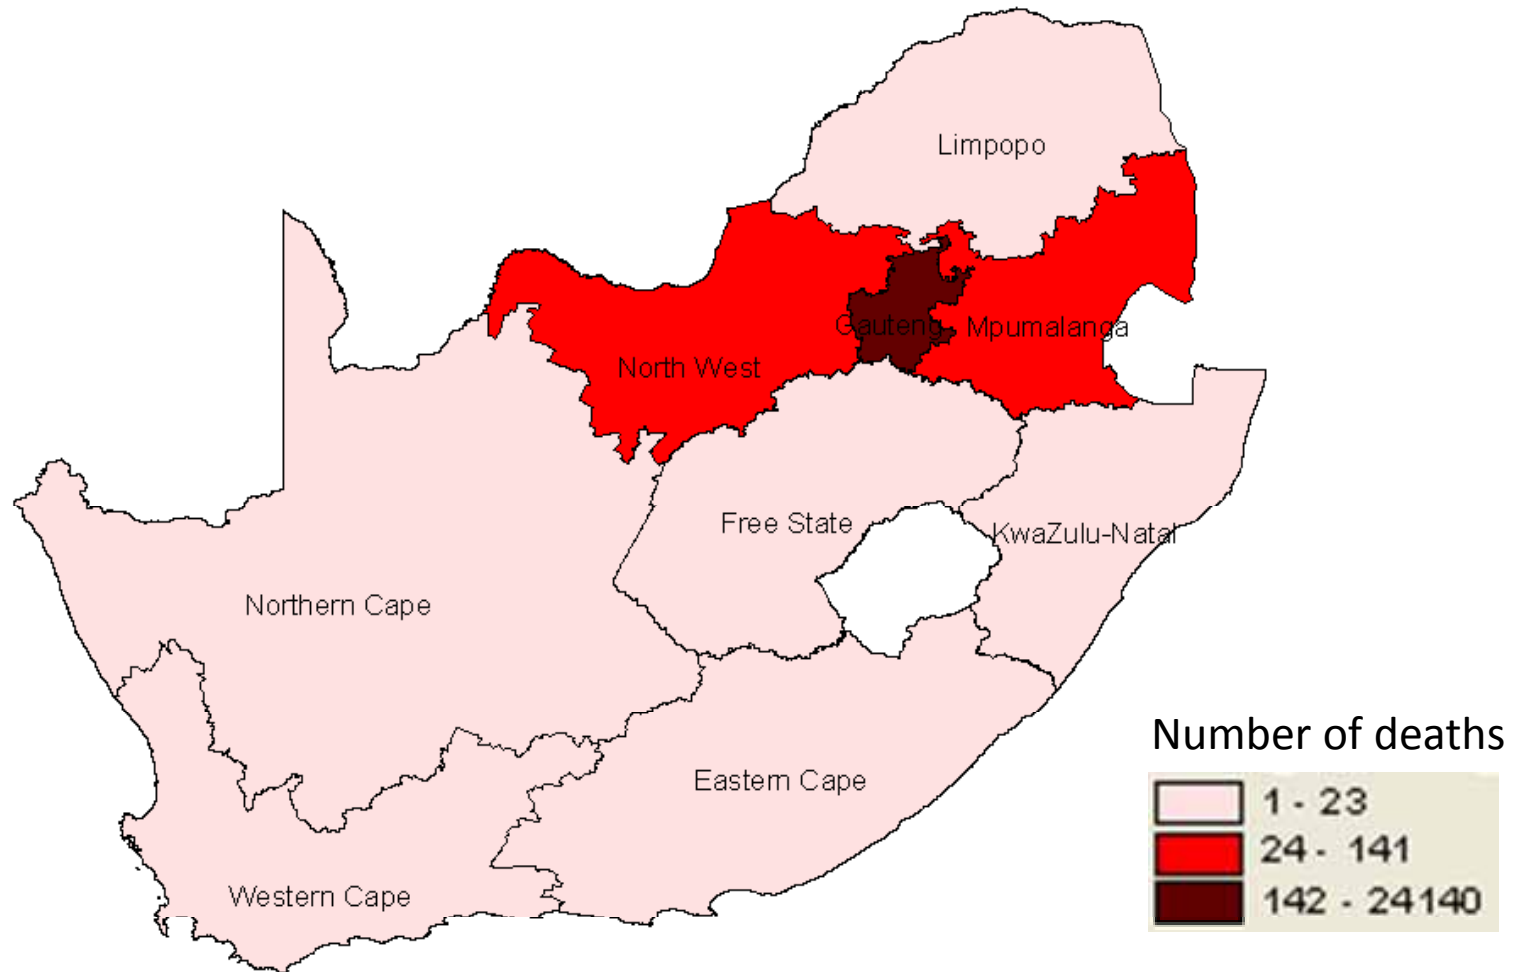 Limpopo
Gauteng
Mpumalanga
North West
Free State
KwaZulu-Natal
Northern Cape
Eastern Cape
Western Cape
Number of deaths
1 - 23
24 - 141
142 - 24140